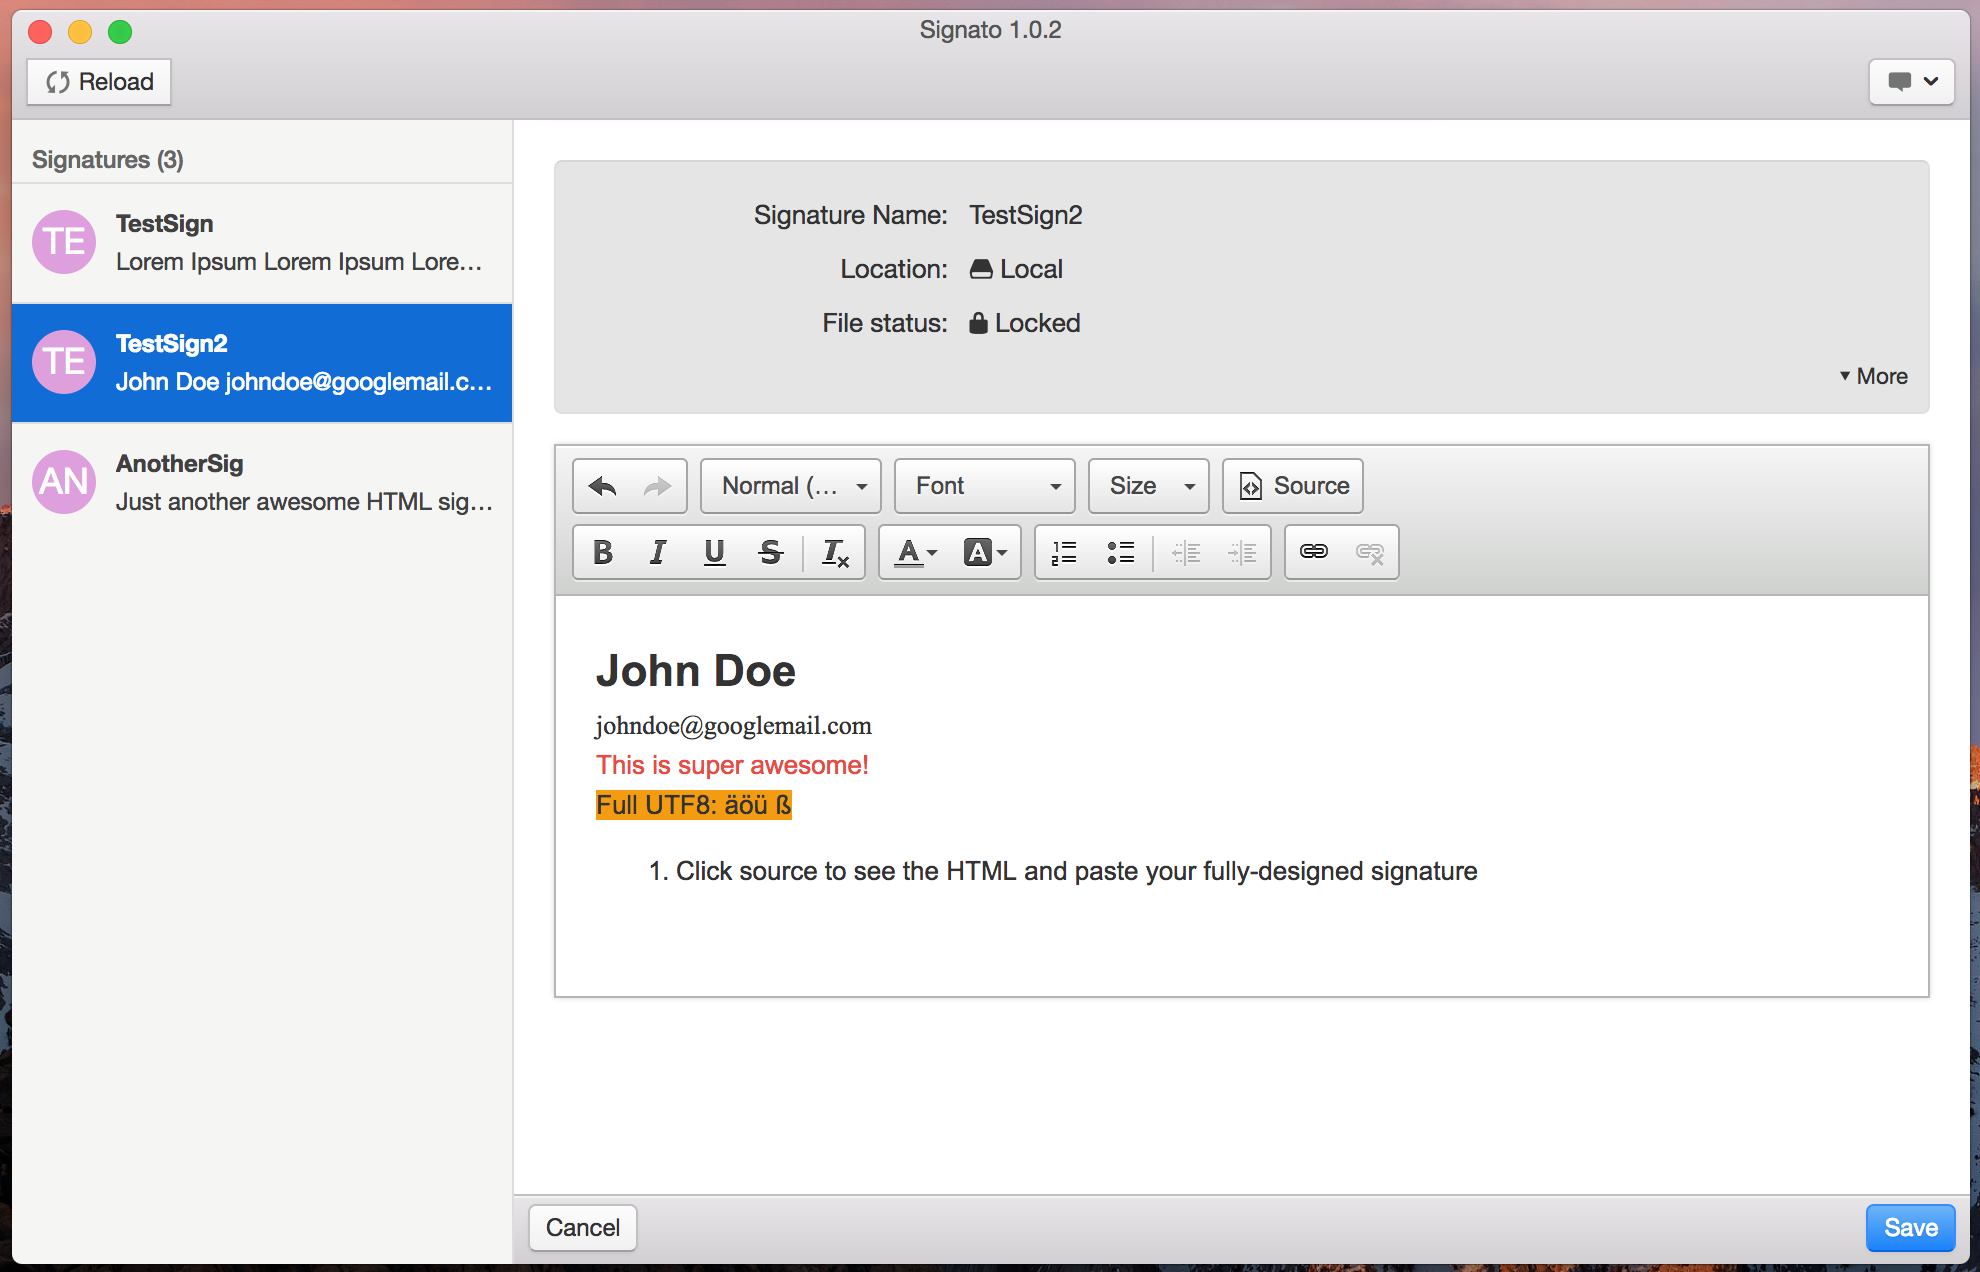 Signato 1.0.2
Reload
Signatures (3)
TE
TestSign
Lorem Ipsum Lorem Ipsum Lore...
TE
TestSign2
John Doe johndoe@googlemail.c...
AN
AnotherSig
Just another awesome HTML sig...
Signature Name: TestSign2
Location: Local
File status: Locked
▾ More
Normal (... Font Size Source
B I U S Tx A A
John Doe
johndoe@googlemail.com
This is super awesome!
Full UTF8: äöü ß
1. Click source to see the HTML and paste your fully-designed signature
Cancel Save